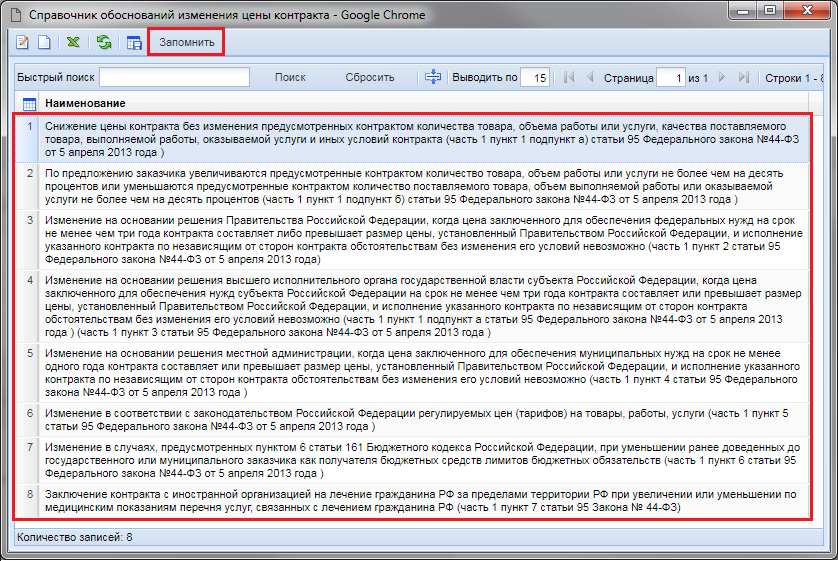 Справочник обоснований изменения цены контракта - Google Chrome
Запомнить
Быстрый поиск Поиск Сбросить Выводить по 15 Страница 1 из 1 Строки 1 - 8
Наименование
1 Снижение цены контракта без изменения предусмотренных контрактом количества товара, объема работы или услуги, качества поставляемого
товара, выполняемой работы, оказываемой услуги и иных условий контракта (часть 1 пункт 1 подпункт а) статьи 95 Федерального закона №44-ФЗ
от 5 апреля 2013 года )
2 По предложению заказчика увеличиваются предусмотренные контрактом количество товара, объем работы или услуги не более чем на десять
процентов или уменьшаются предусмотренные контрактом количество поставляемого товара, объем выполняемой работы или оказываемой
услуги не более чем на десять процентов (часть 1 пункт 1 подпункт б) статьи 95 Федерального закона №44-ФЗ от 5 апреля 2013 года )
3 Изменение на основании решения Правительства Российской Федерации, когда цена заключенного для обеспечения федеральных нужд на срок
не менее чем три года контракта составляет либо превышает размер цены, установленный Правительством Российской Федерации, и исполнение
указанного контракта по независящим от сторон контракта обстоятельствам без изменения его условий невозможно (часть 1 пункт 2 статьи 95
Федерального закона №44-ФЗ от 5 апреля 2013 года)
4 Изменение на основании решения высшего исполнительного органа государственной власти субъекта Российской Федерации, когда цена
заключенного для обеспечения нужд субъекта Российской Федерации на срок не менее чем три года контракта составляет или превышает размер
цены, установленный Правительством Российской Федерации, и исполнение указанного контракта по независящим от сторон контракта
обстоятельствам без изменения его условий невозможно (часть 1 пункт 1 подпункт а статьи 95 Федерального закона №44-ФЗ от 5 апреля 2013
года ) (часть 1 пункт 3 статьи 95 Федерального закона №44-ФЗ от 5 апреля 2013 года )
5 Изменение на основании решения местной администрации, когда цена заключенного для обеспечения муниципальных нужд на срок не менее
одного года контракта составляет или превышает размер цены, установленный Правительством Российской Федерации, и исполнение указанного
контракта по независящим от сторон контракта обстоятельствам без изменения его условий невозможно (часть 1 пункт 4 статьи 95 Федерального
закона №44-ФЗ от 5 апреля 2013 года )
6 Изменение в соответствии с законодательством Российской Федерации регулируемых цен (тарифов) на товары, работы, услуги (часть 1 пункт 5
статьи 95 Федерального закона №44-ФЗ от 5 апреля 2013 года )
7 Изменение в случаях, предусмотренных пунктом 6 статьи 161 Бюджетного кодекса Российской Федерации, при уменьшении ранее доведенных до
государственного или муниципального заказчика как получателя бюджетных средств лимитов бюджетных обязательств (часть 1 пункт 6 статьи 95
Федерального закона №44-ФЗ от 5 апреля 2013 года )
8 Заключение контракта с иностранной организацией на лечение гражданина РФ за пределами территории РФ при увеличении или уменьшении по
медицинским показаниям перечня услуг, связанных с лечением гражданина РФ (часть 1 пункт 7 статьи 95 Закона № 44-ФЗ)
Количество записей: 8